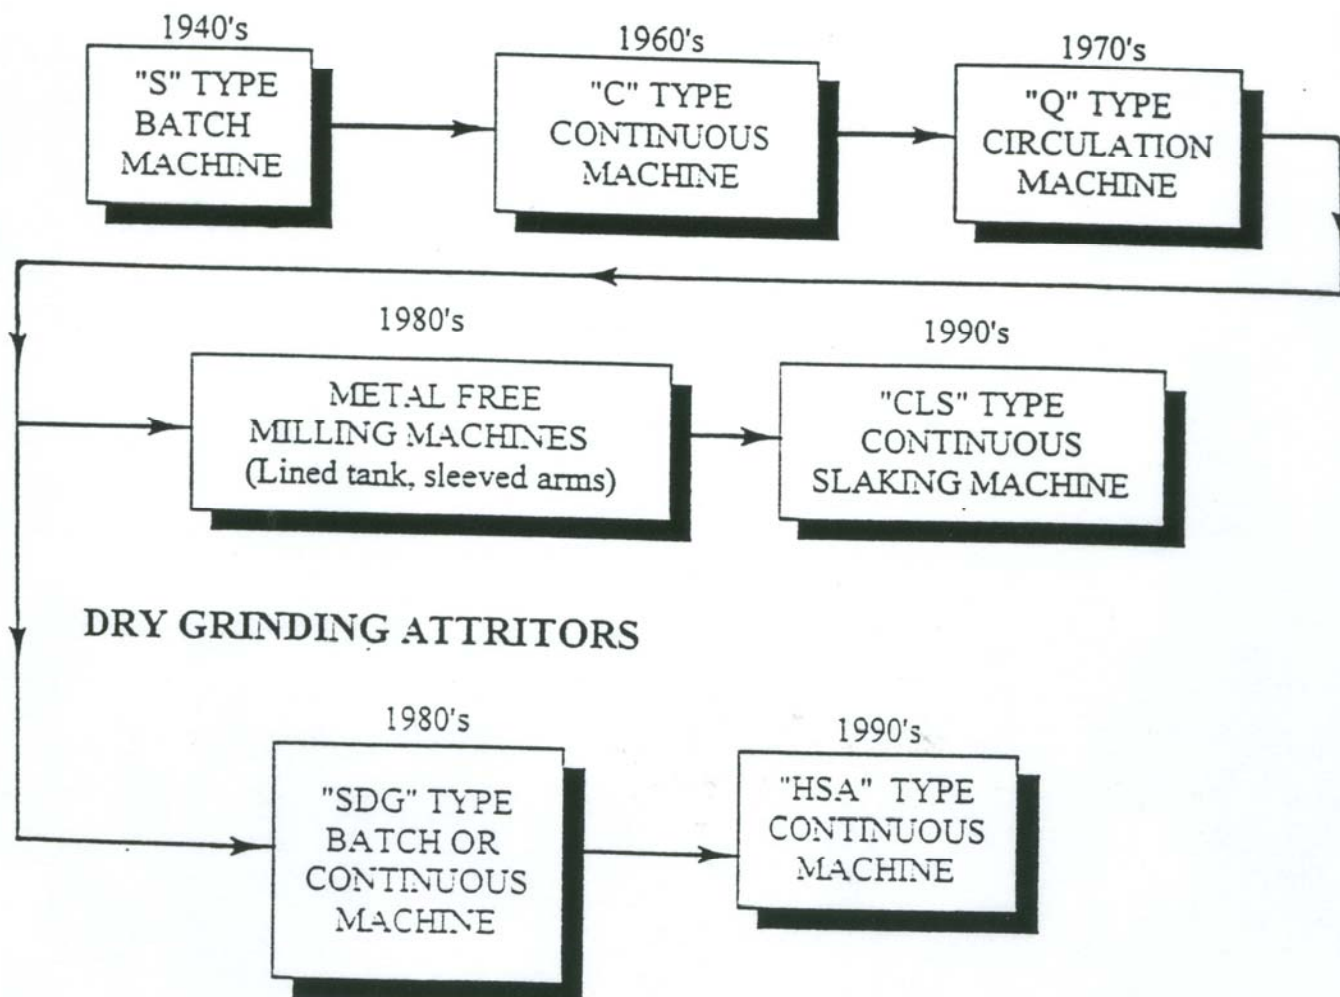 1940's
"S" TYPE
BATCH
MACHINE
1960's
"C" TYPE
CONTINUOUS
MACHINE
1970's
"Q" TYPE
CIRCULATION
MACHINE
1980's
METAL FREE
MILLING MACHINES
(Lined tank, sleeved arms)
1990's
"CLS" TYPE
CONTINUOUS
SLAKING MACHINE
DRY GRINDING ATTRITORS
1980's
"SDG" TYPE
BATCH OR
CONTINUOUS
MACHINE
1990's
"HSA" TYPE
CONTINUOUS
MACHINE